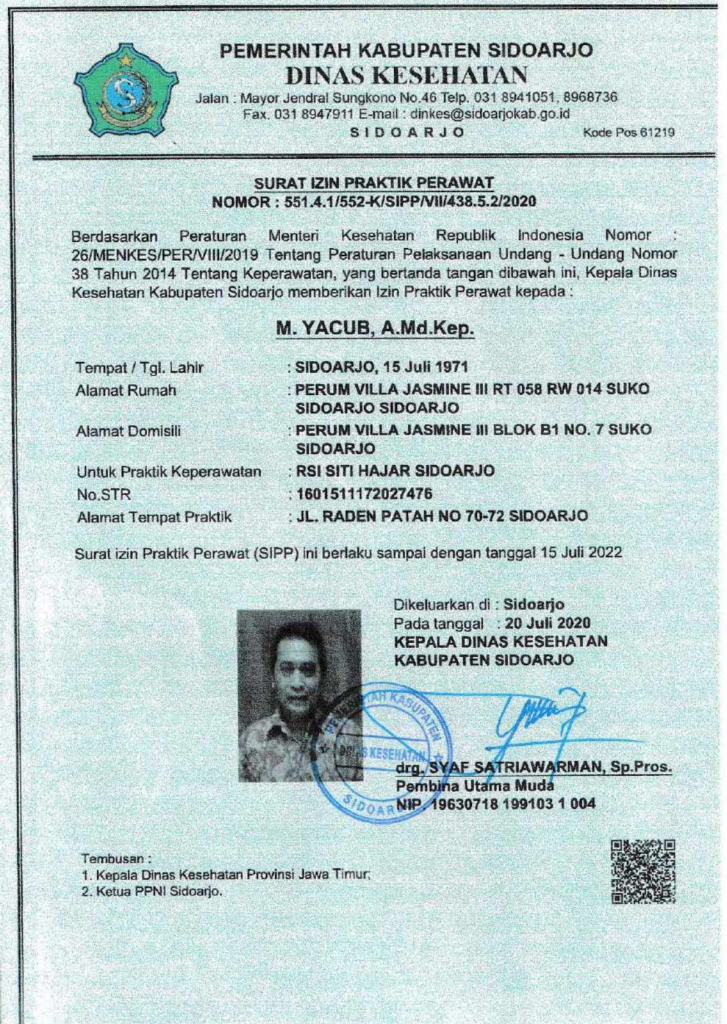 PEMERINTAH KABUPATEN SIDOARJO
DINAS KESEHATAN
Jalan : Mayor Jendral Sungkono No.46 Telp. 031 8941051, 8968736
Fax. 031 8947911 E-mail : dinkes@sidoarjokab.go.id
S I D O A R J O Kode Pos 61219
SURAT IZIN PRAKTIK PERAWAT
NOMOR : 551.4.1/552-K/SIPP/VII/438.5.2/2020
Berdasarkan Peraturan Menteri Kesehatan Republik Indonesia Nomor :
26/MENKES/PER/VIII/2019 Tentang Peraturan Pelaksanaan Undang - Undang Nomor
38 Tahun 2014 Tentang Keperawatan, yang bertanda tangan dibawah ini, Kepala Dinas
Kesehatan Kabupaten Sidoarjo memberikan Izin Praktik Perawat kepada :
M. YACUB, A.Md.Kep.
Tempat / Tgl. Lahir : SIDOARJO, 15 Juli 1971
Alamat Rumah : PERUM VILLA JASMINE III RT 058 RW 014 SUKO
SIDOARJO SIDOARJO
Alamat Domisili : PERUM VILLA JASMINE III BLOK B1 NO. 7 SUKO
SIDOARJO
Untuk Praktik Keperawatan : RSI SITI HAJAR SIDOARJO
No.STR : 1601511172027476
Alamat Tempat Praktik : JL. RADEN PATAH NO 70-72 SIDOARJO
Surat izin Praktik Perawat (SIPP) ini berlaku sampai dengan tanggal 15 Juli 2022
Dikeluarkan di : Sidoarjo
Pada tanggal : 20 Juli 2020
KEPALA DINAS KESEHATAN
KABUPATEN SIDOARJO
PEMERINTAH KABUPATEN
DINAS KESEHATAN
SIDOARJO
drg. SYAF SATRIAWARMAN, Sp.Pros.
Pembina Utama Muda
NIP. 19630718 199103 1 004
Tembusan :
1. Kepala Dinas Kesehatan Provinsi Jawa Timur;
2. Ketua PPNI Sidoarjo.